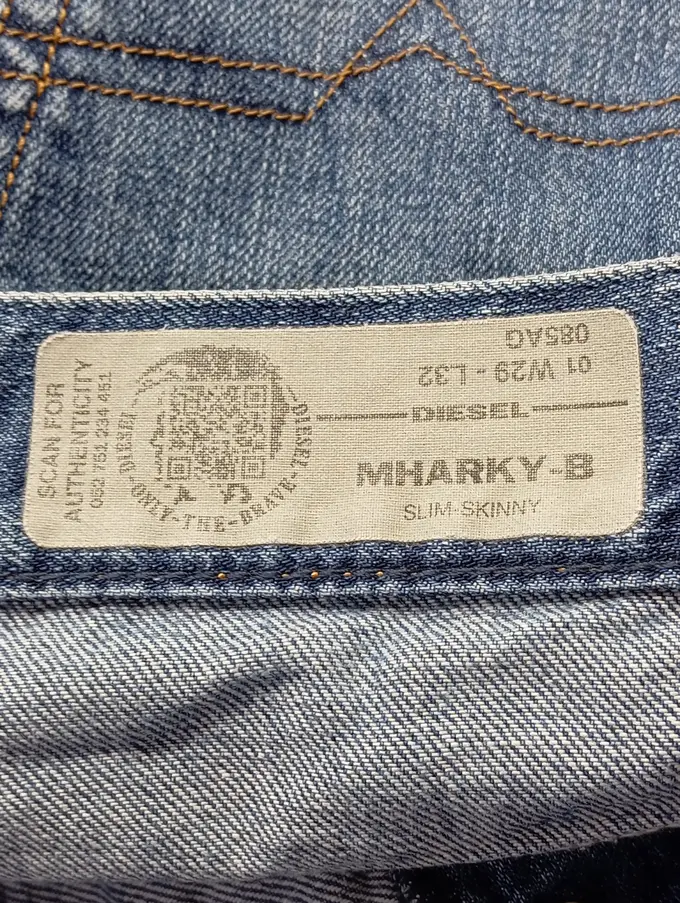 SCAN FOR
AUTHENTICITY
052 751 234 451
DIESEL
DIESEL-ONLY-THE-BRAVE
085AG
01 W29 - L32
DIESEL
MHARKY-B
SLIM-SKINNY